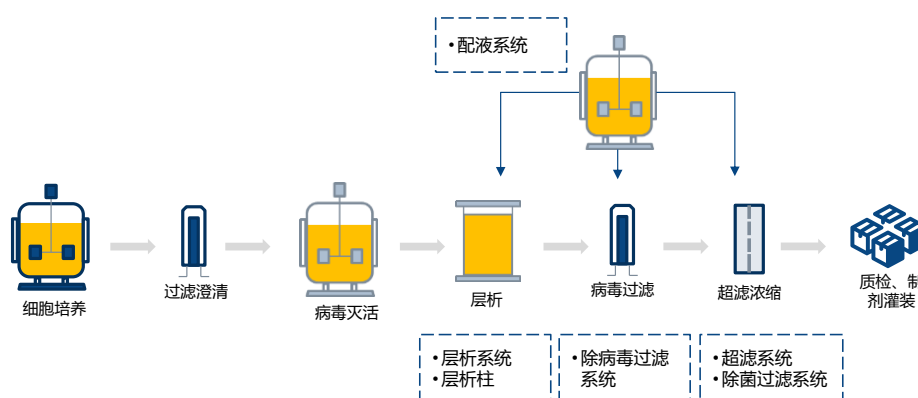 •配液系统
细胞培养
过滤澄清
病毒灭活
层析
病毒过滤
超滤浓缩
质检、制
剂灌装
•层析系统
•层析柱
•除病毒过滤
系统
•超滤系统
•除菌过滤系统